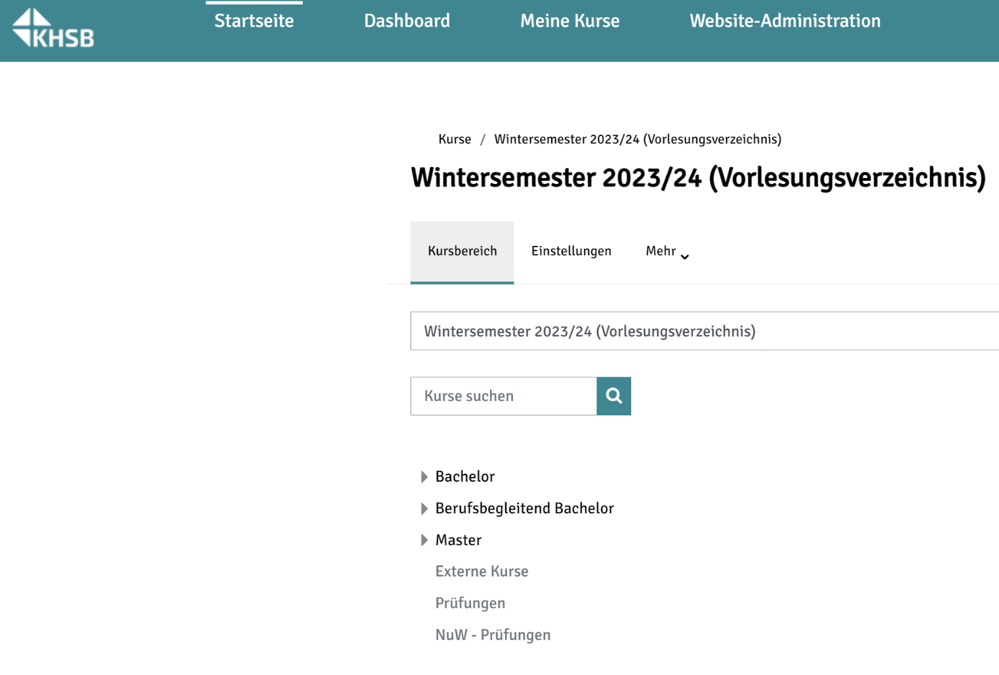 KHSB
Startseite Dashboard Meine Kurse Website-Administration
Kurse / Wintersemester 2023/24 (Vorlesungsverzeichnis)
Wintersemester 2023/24 (Vorlesungsverzeichnis)
Kursbereich Einstellungen Mehr
Wintersemester 2023/24 (Vorlesungsverzeichnis)
Kurse suchen
Bachelor
Berufsbegleitend Bachelor
Master
Externe Kurse
Prüfungen
NuW - Prüfungen